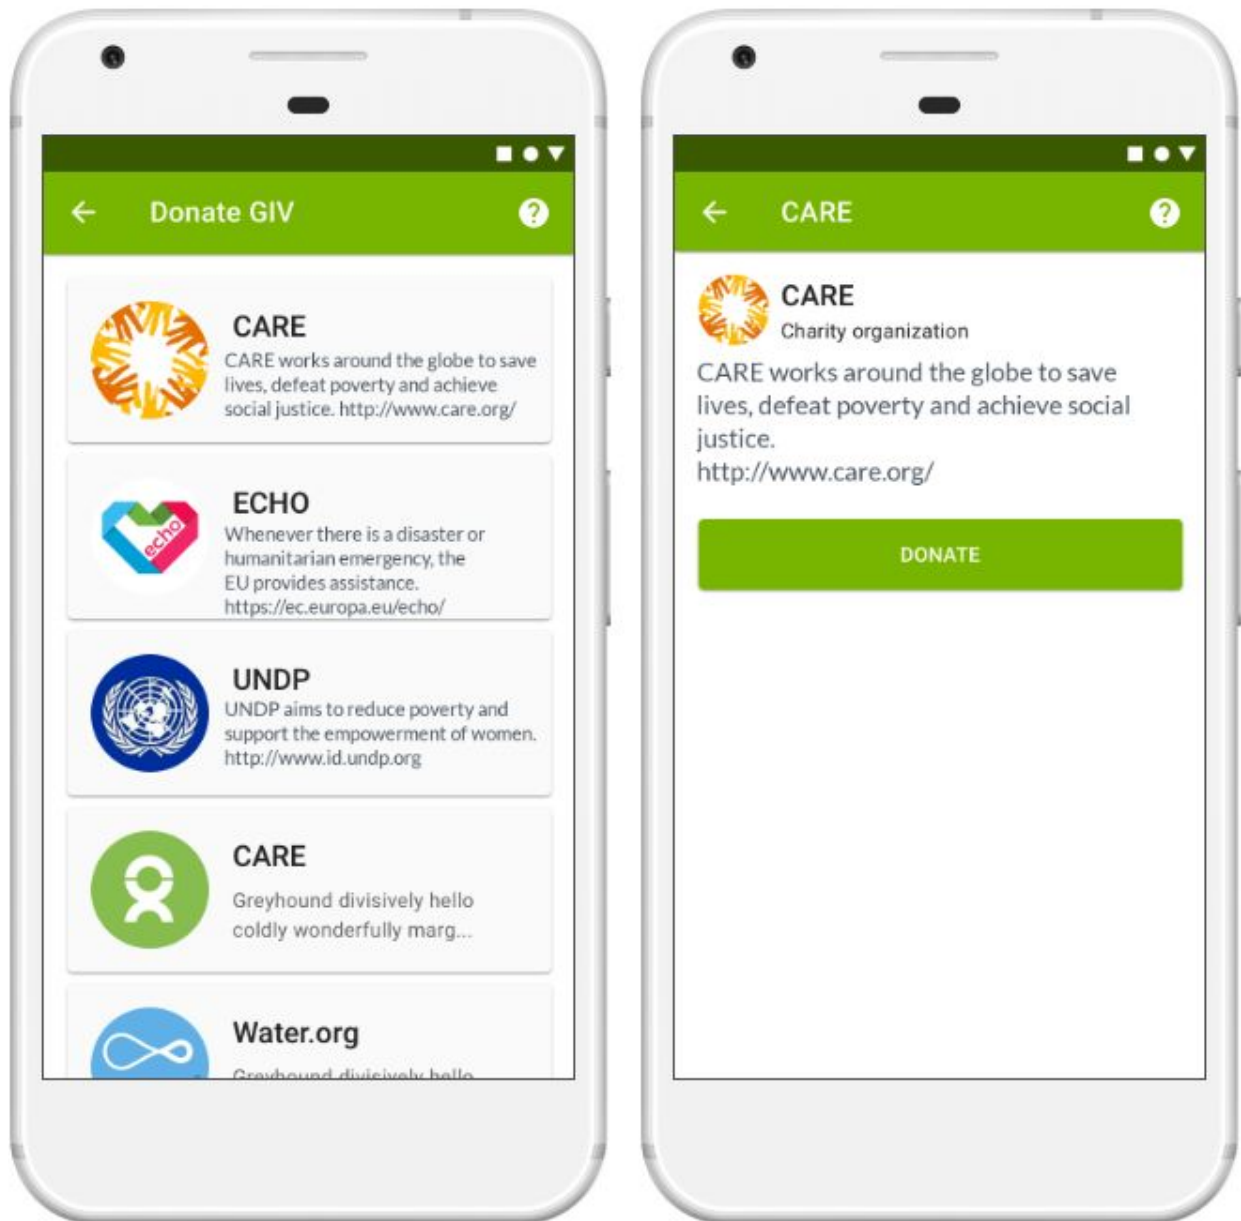 Donate GIV
?
CARE
CARE works around the globe to save
lives, defeat poverty and achieve
social justice. http://www.care.org/
echo
ECHO
Whenever there is a disaster or
humanitarian emergency, the
EU provides assistance.
https://ec.europa.eu/echo/
UNDP
UNDP aims to reduce poverty and
support the empowerment of women.
http://www.id.undp.org
CARE
Greyhound divisively hello
coldly wonderfully marg...
Water.org
Greyhound divisively hello
CARE
?
CARE
Charity organization
CARE works around the globe to save
lives, defeat poverty and achieve social
justice.
http://www.care.org/
DONATE